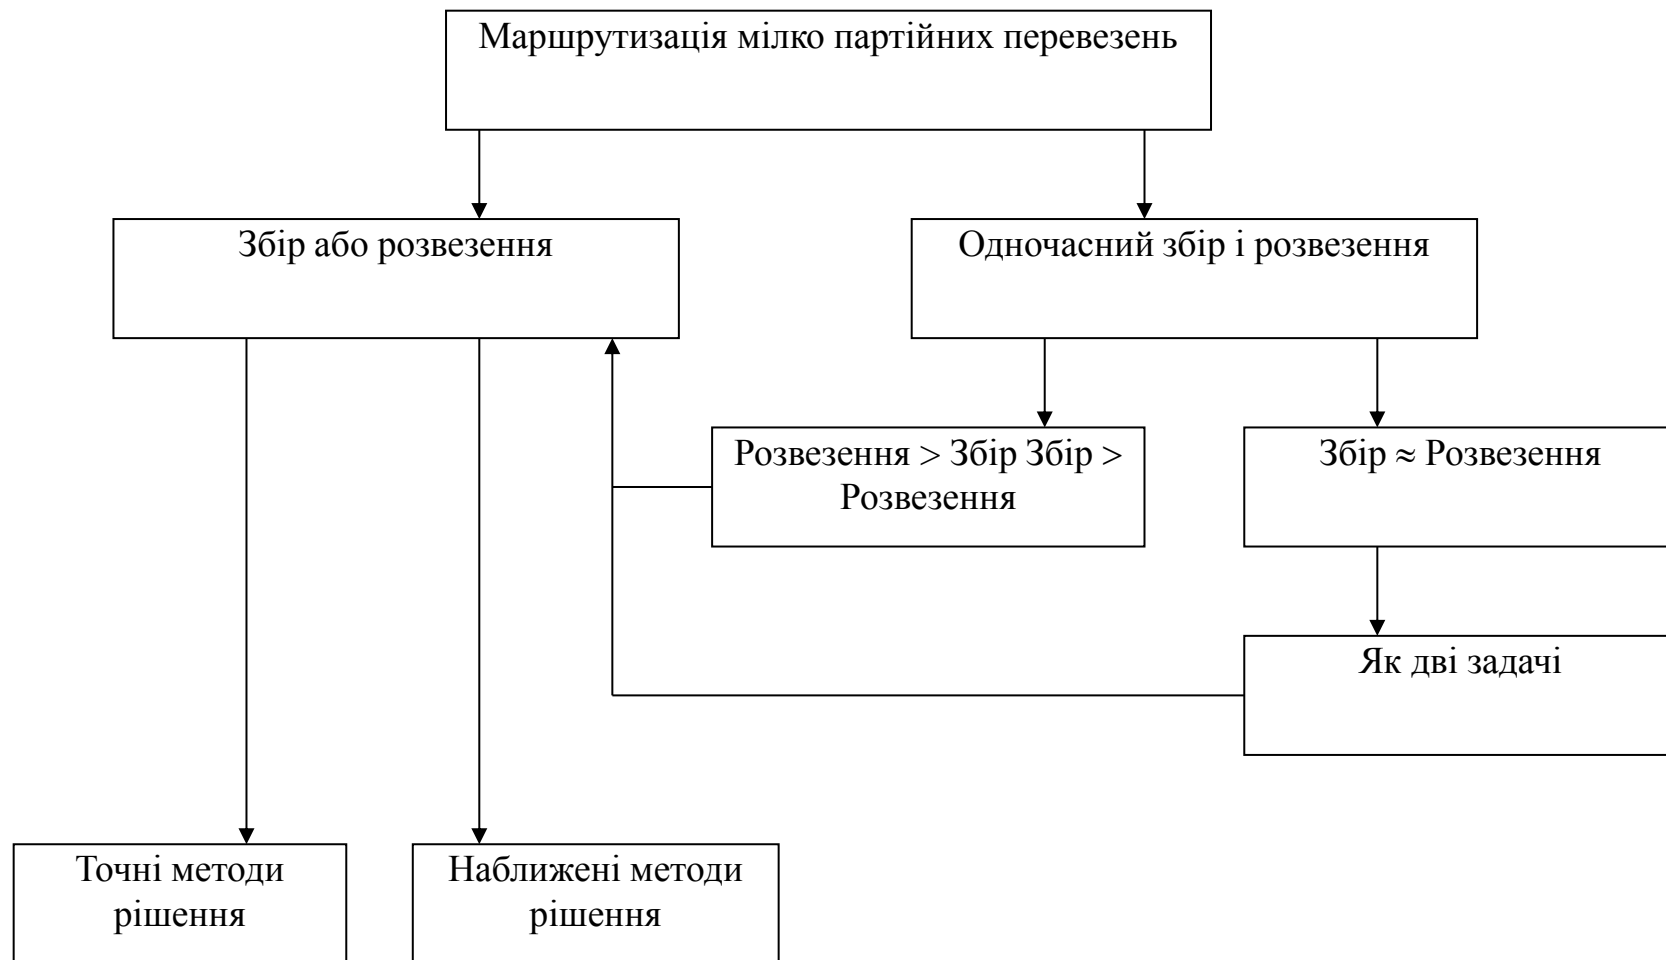 Маршрутизація мілко партійних перевезень
Збір або розвезення
Одночасний збір і розвезення
Розвезення > Збір Збір >
Розвезення
Збір ≈ Розвезення
Як дві задачі
Точні методи
рішення
Наближені методи
рішення